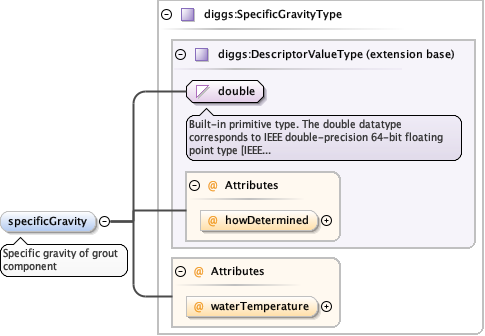 diggs:SpecificGravityType
diggs:DescriptorValueType (extension base)
double
Built-in primitive type. The double datatype
corresponds to IEEE double-precision 64-bit floating
point type [IEEE...
@ Attributes
howDetermined
specificGravity
Specific gravity of grout
component
@ Attributes
@ waterTemperature